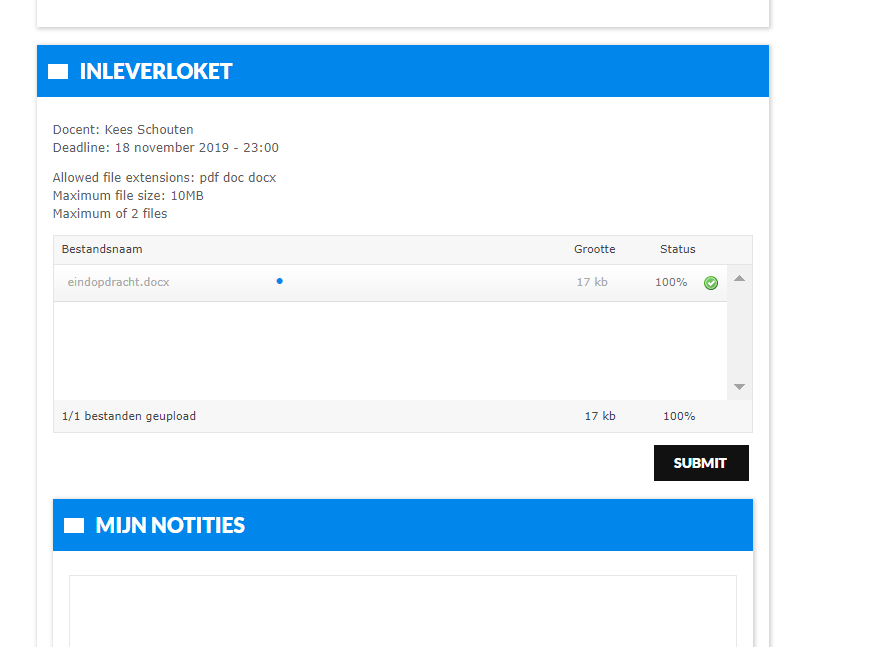 INLEVERLOKET
Docent: Kees Schouten
Deadline: 18 november 2019 - 23:00
Allowed file extensions: pdf doc docx
Maximum file size: 10MB
Maximum of 2 files
Bestandsnaam Grootte Status
eindopdracht.docx 17 kb 100%
1/1 bestanden geupload 17 kb 100%
SUBMIT
MIJN NOTITIES